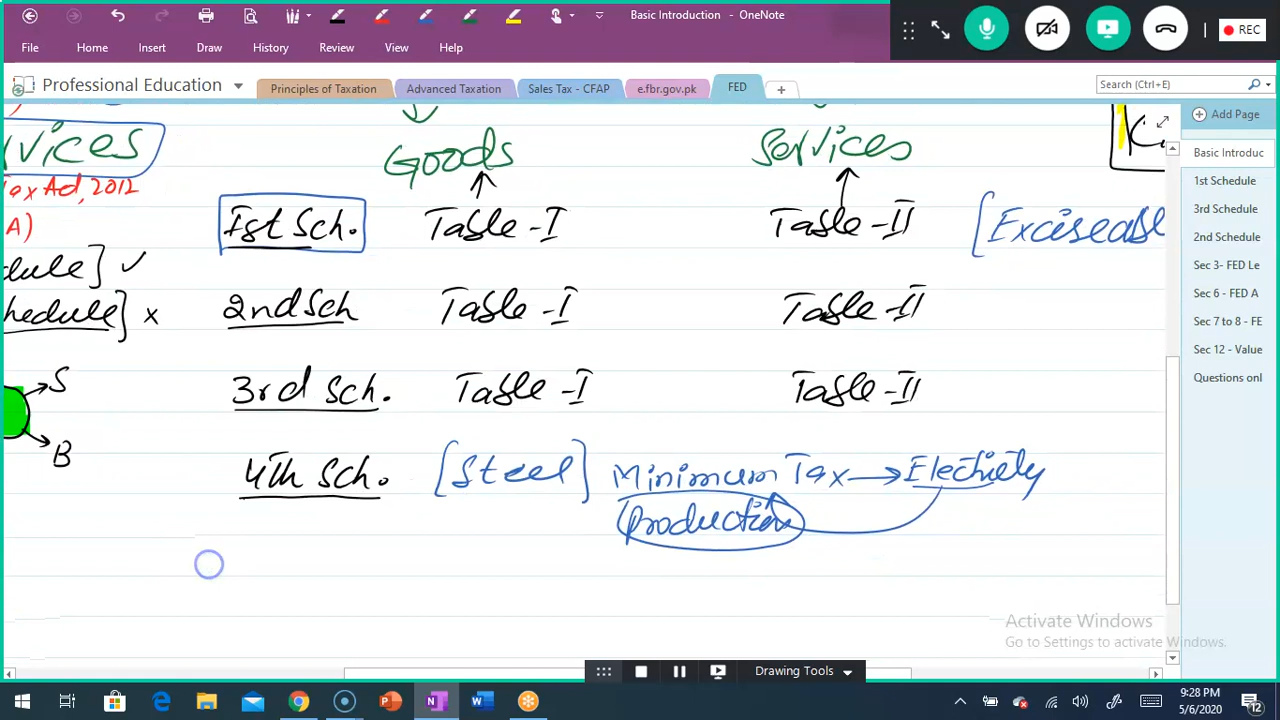 Basic Introduction - OneNote
REC
File Home Insert Draw History Review View Help
Professional Education
Principles of Taxation
Advanced Taxation
Sales Tax - CFAP
e.fbr.gov.pk
FED
Search (Ctrl+E)
Add Page
Basic Introduc
1st Schedule
3rd Schedule
2nd Schedule
Sec 3- FED Le
Sec 6 - FED A
Sec 7 to 8 - FE
Sec 12 - Value
Questions onl
rvices Goods Services
Tax Act, 2012
A) Ist Sch. Table-I Table-II [Exciseabl
dule] ✓
hedule] x 2nd Sch Table-I Table-II
S 3rd Sch. Table-I Table-II
B 4th Sch. [Steel] Minimum Tax → Electricity
Production
Activate Windows
Go to Settings to activate Windows.
Drawing Tools
9:28 PM
5/6/2020
12